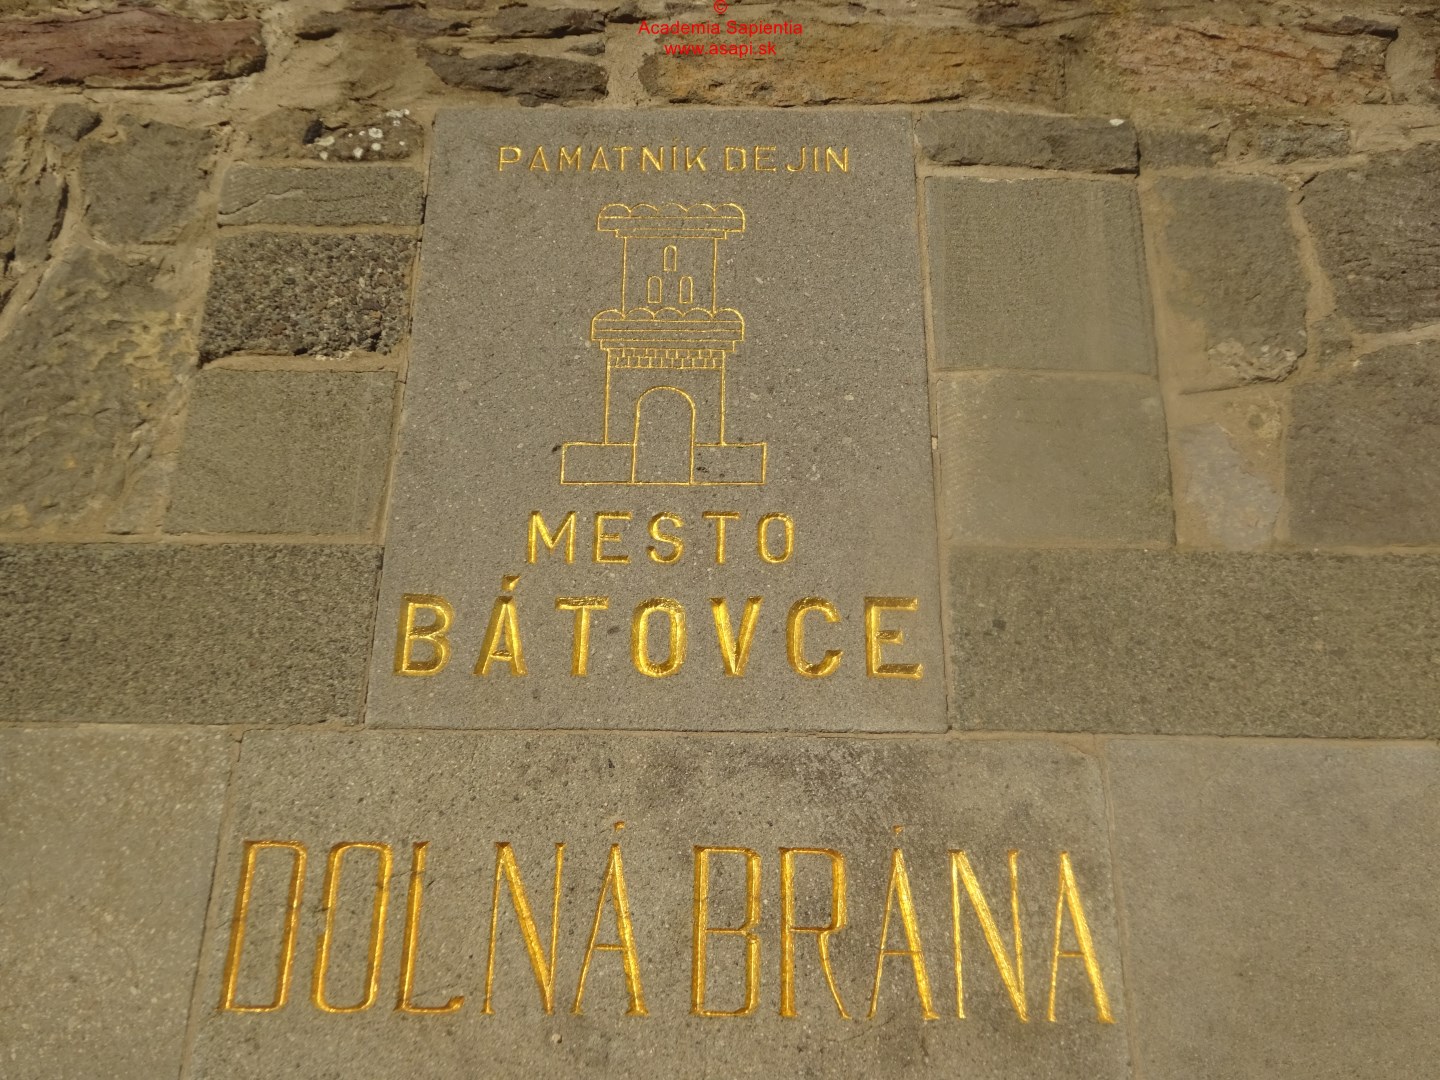 ©
Academia Sapientia
www.asapi.sk
PAMATNÍK DEJIN
MESTO
BÁTOVCE
DOLNÁ BRÁNA